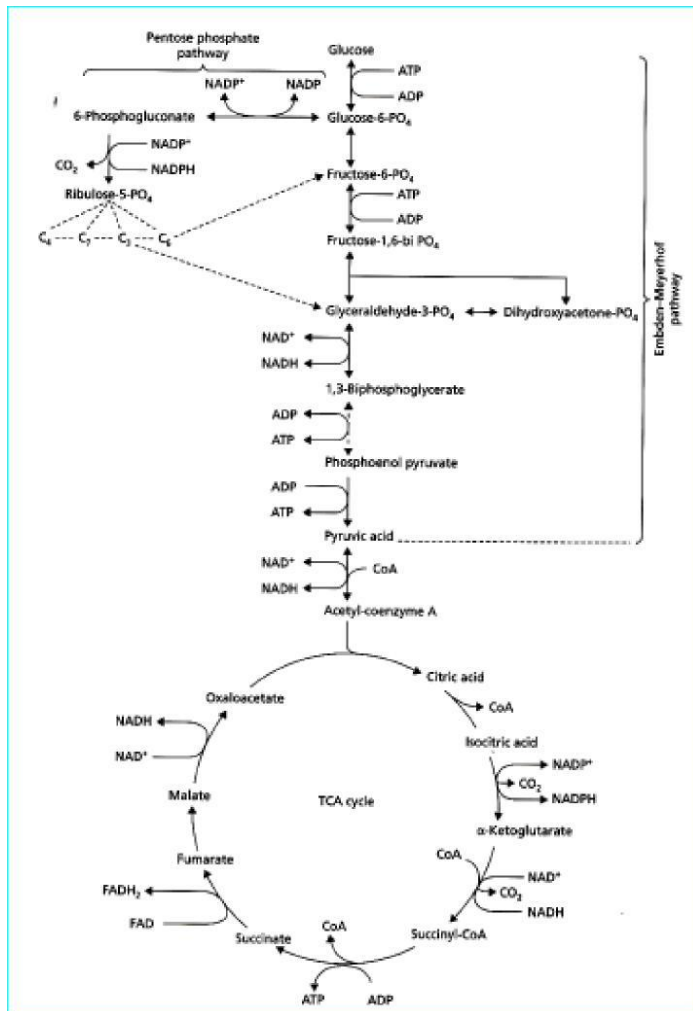 Pentose phosphate
pathway
Glucose
NADP⁺
NADP
ATP
ADP
6-Phosphogluconate
Glucose-6-PO₄
NADP⁺
CO₂
NADPH
Ribulose-5-PO₄
Fructose-6-PO₄
ATP
ADP
C₄ C₇ C₃ C₆
Fructose-1,6-bi PO₄
Glyceraldehyde-3-PO₄
Dihydroxyacetone-PO₄
Embden–Meyerhof
pathway
NAD⁺
NADH
1,3-Biphosphoglycerate
ADP
ATP
Phosphoenol pyruvate
ADP
ATP
Pyruvic acid
NAD⁺
CoA
NADH
Acetyl-coenzyme A
Citric acid
Oxaloacetate
CoA
NADH
Isocitric acid
NAD⁺
NADP⁺
CO₂
NADPH
Malate
TCA cycle
α-Ketoglutarate
Fumarate
CoA
NAD⁺
FADH₂
CO₂
NADH
FAD
CoA
Succinyl-CoA
Succinate
ATP
ADP